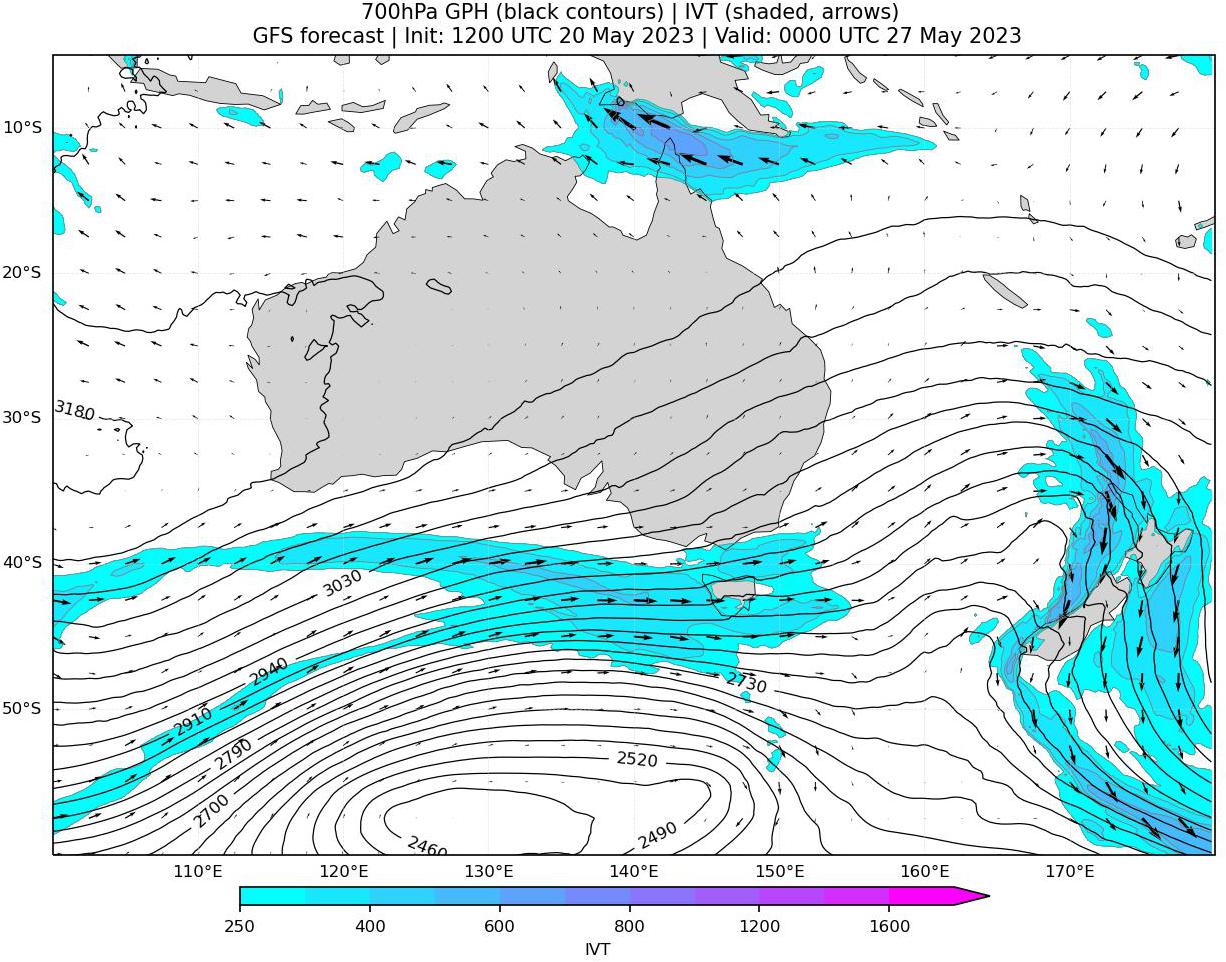 700hPa GPH (black contours) | IVT (shaded, arrows)
GFS forecast | Init: 1200 UTC 20 May 2023 | Valid: 0000 UTC 27 May 2023
10°S
20°S
3180
30°S
40°S
3030
2940
2730
2910
50°S
2790
2520
2700
2490
2460
110°E 120°E 130°E 140°E 150°E 160°E 170°E
250 400 600 800 1200 1600
IVT